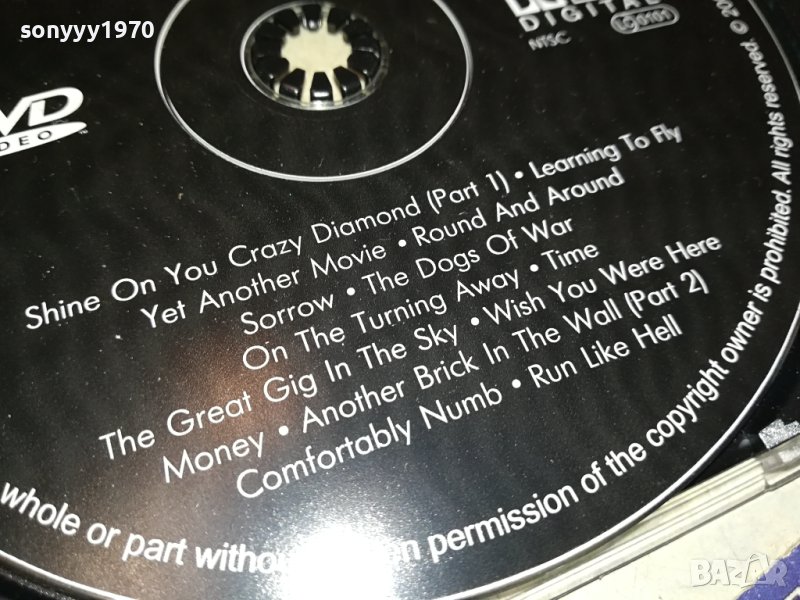 sonyyy1970
DIGITAL
NTSC
LC 0101
VIDEO
Shine On You Crazy Diamond (Part 1) • Learning To Fly
Yet Another Movie • Round And Around
Sorrow • The Dogs Of War
On The Turning Away • Time
The Great Gig In The Sky • Wish You Were Here
Money • Another Brick In The Wall (Part 2)
Comfortably Numb • Run Like Hell
whole or part permission of the copyright owner is prohibited. All rights reserved. ©
BAZAR